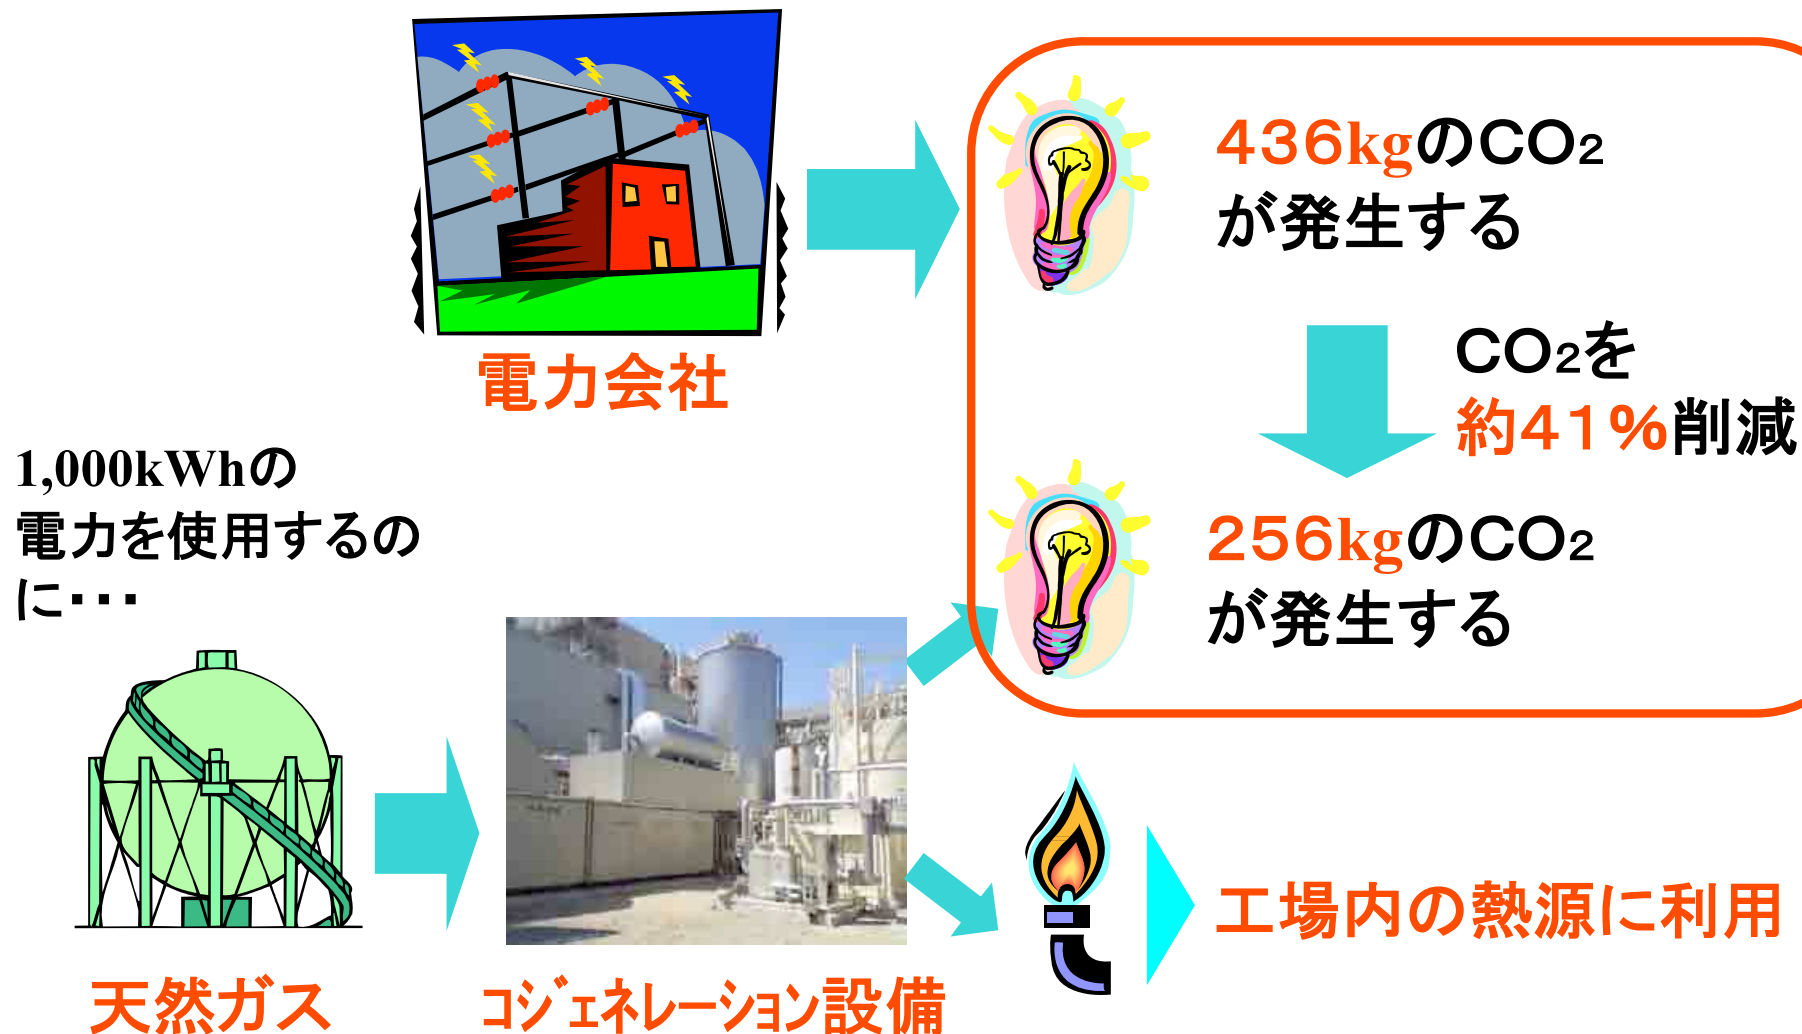 436kgのCO2
が発生する
電力会社
CO2を
約41%削減
1,000kWhの
電力を使用するの
に・・・
256kgのCO2
が発生する
工場内の熱源に利用
天然ガス
コジェネレーション設備